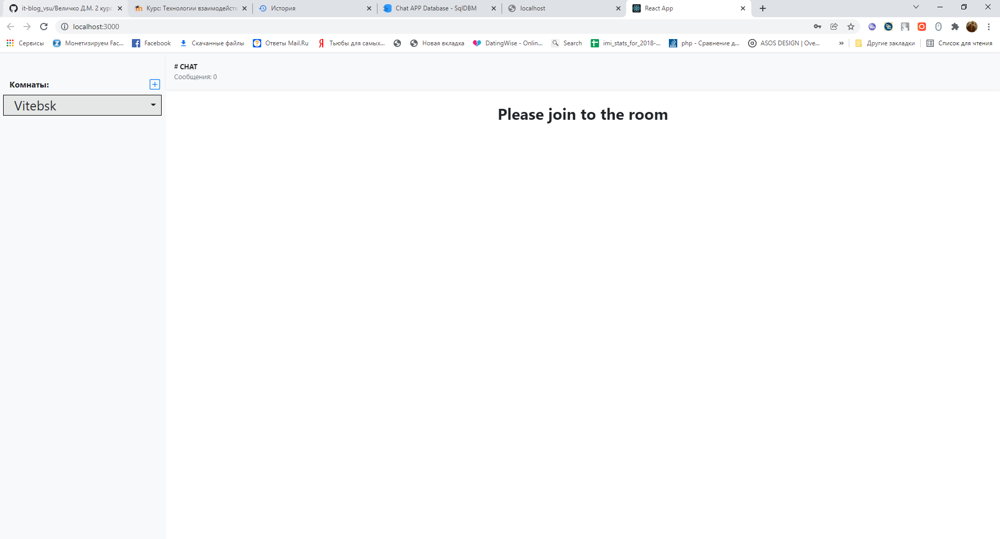 it-blog_vsu/Величко Д.М. 2 курс
Курс: Технологии взаимодейств
История
Chat APP Database - SqlDBM
localhost
React App
localhost:3000
Сервисы
Монетизируем Fac...
Facebook
Скачанные файлы
Ответы Mail.Ru
Тьюбы для самых...
Новая вкладка
DatingWise - Onlin...
Search
imi_stats_for_2018-...
php - Сравнение д...
ASOS DESIGN | Ove...
»
Другие закладки
Список для чтения
# CHAT
Сообщения: 0
Комнаты:
Vitebsk
Please join to the room